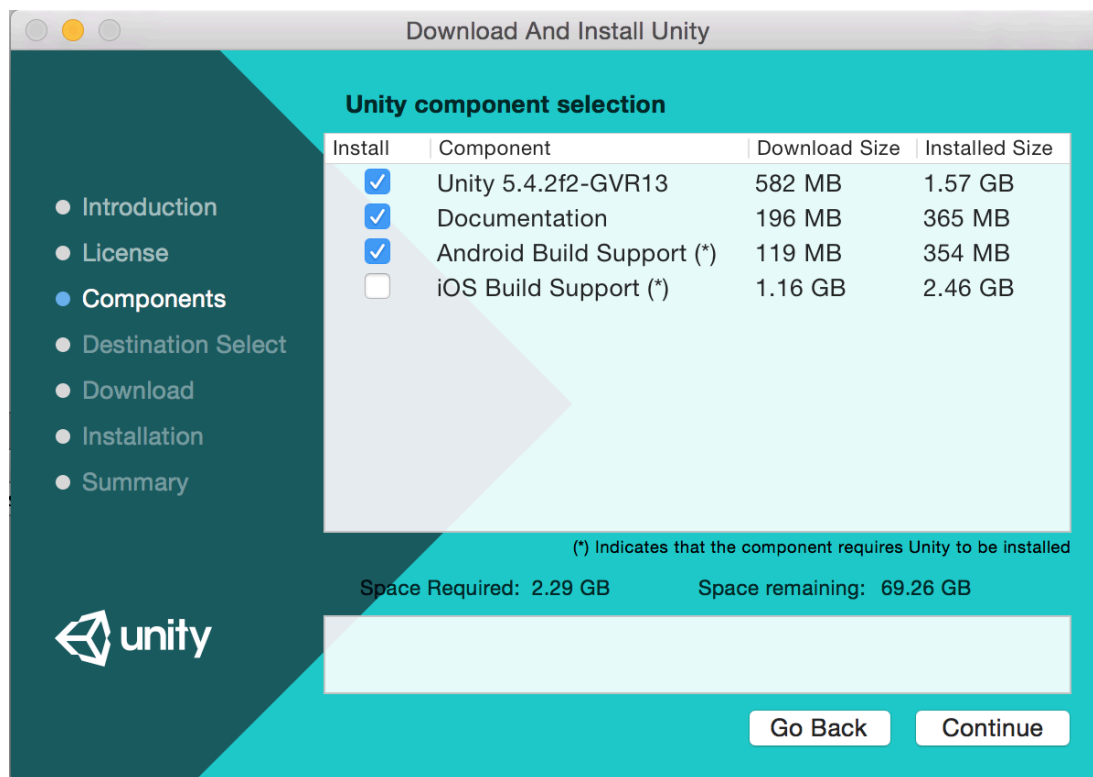 Download And Install Unity
Introduction
License
Components
Destination Select
Download
Installation
Summary
unity
Unity component selection
Install Component Download Size Installed Size
Unity 5.4.2f2-GVR13 582 MB 1.57 GB
Documentation 196 MB 365 MB
Android Build Support (*) 119 MB 354 MB
iOS Build Support (*) 1.16 GB 2.46 GB
(*) Indicates that the component requires Unity to be installed
Space Required: 2.29 GB Space remaining: 69.26 GB
Go Back Continue